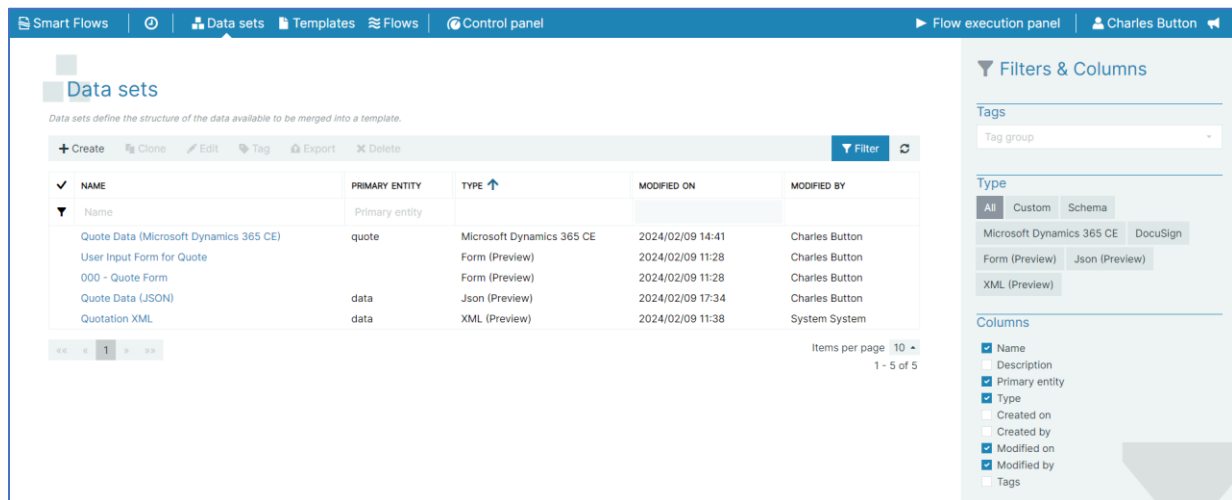 Smart Flows Data sets Templates Flows Control panel Flow execution panel Charles Button
Data sets
Data sets define the structure of the data available to be merged into a template.
Create Clone Edit Tag Export Delete Filter
NAME PRIMARY ENTITY TYPE MODIFIED ON MODIFIED BY
Name Primary entity
Quote Data (Microsoft Dynamics 365 CE) quote Microsoft Dynamics 365 CE 2024/02/09 14:41 Charles Button
User Input Form for Quote Form (Preview) 2024/02/09 11:28 Charles Button
000 - Quote Form Form (Preview) 2024/02/09 11:28 Charles Button
Quote Data (JSON) data Json (Preview) 2024/02/09 17:34 Charles Button
Quotation XML data XML (Preview) 2024/02/09 11:38 System System
«« « 1 » »» Items per page 10
1 - 5 of 5
Filters & Columns
Tags
Tag group
Type
All Custom Schema
Microsoft Dynamics 365 CE DocuSign
Form (Preview) Json (Preview)
XML (Preview)
Columns
Name
Description
Primary entity
Type
Created on
Created by
Modified on
Modified by
Tags